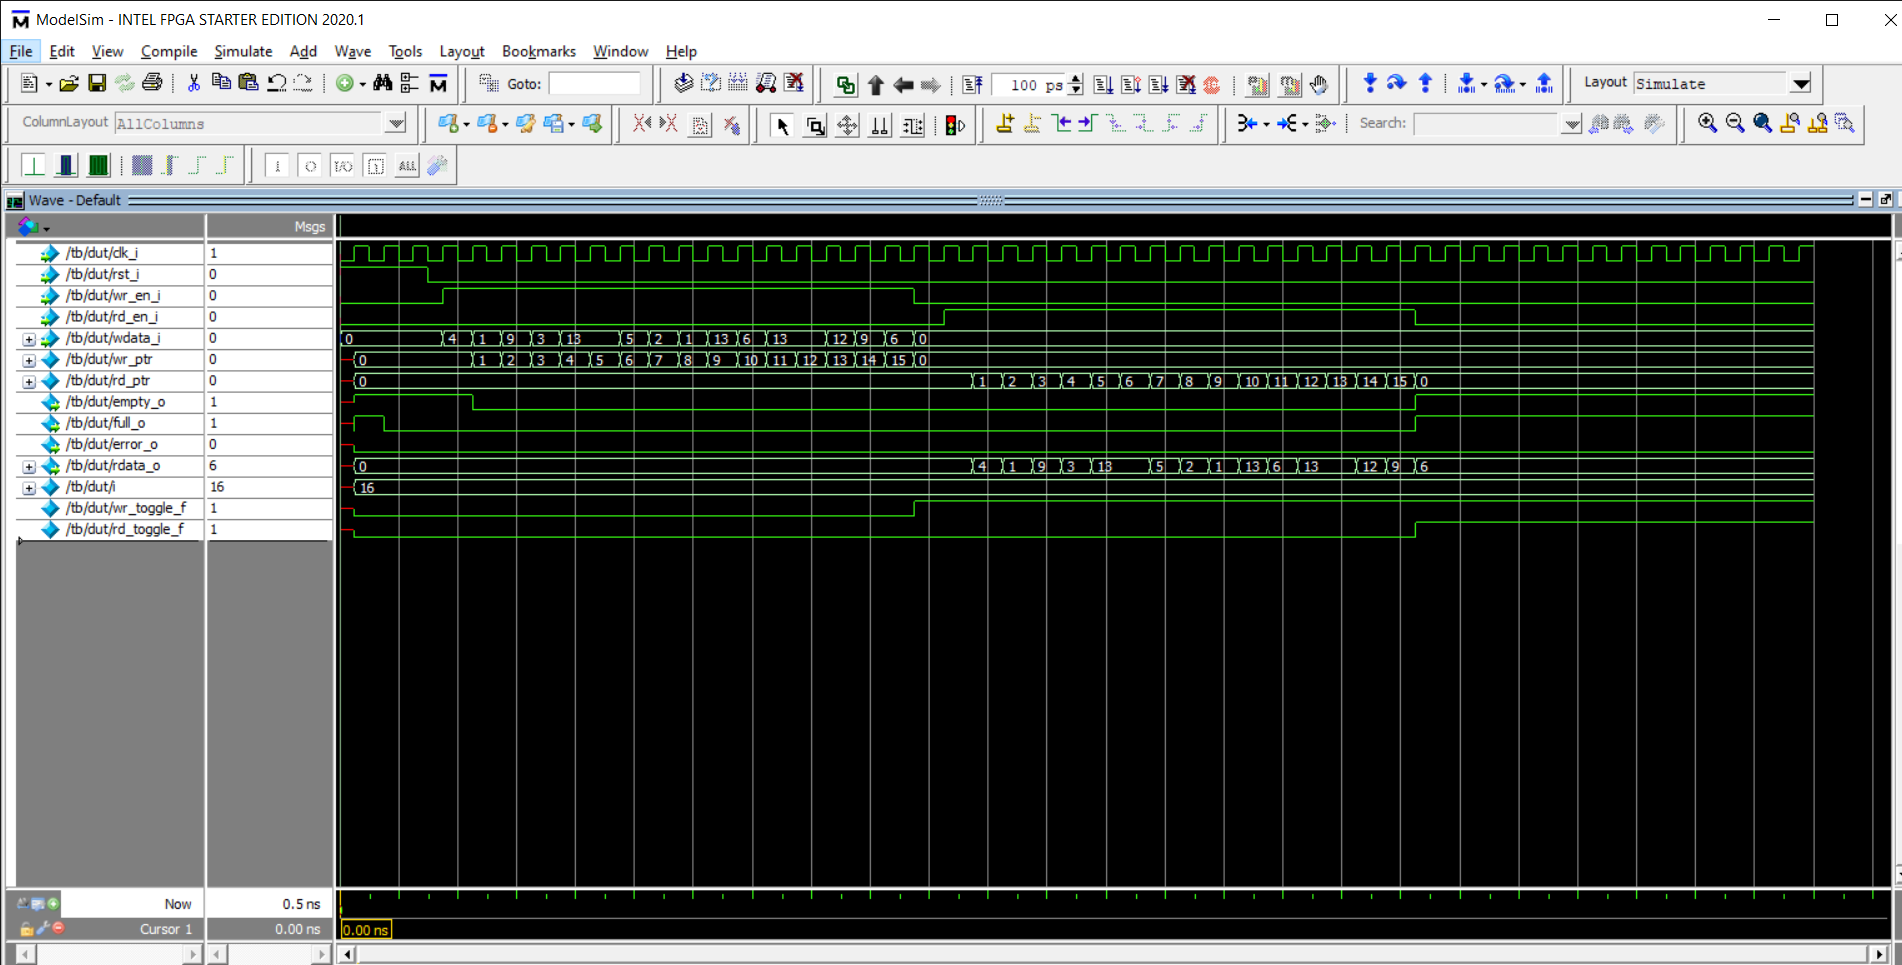 ModelSim - INTEL FPGA STARTER EDITION 2020.1
File Edit View Compile Simulate Add Wave Tools Layout Bookmarks Window Help
Goto: 100 ps Layout Simulate
ColumnLayout AllColumns Search:
I O I/O ALL
Wave - Default
Msgs
/tb/dut/clk_i 1
/tb/dut/rst_i 0
/tb/dut/wr_en_i 0
/tb/dut/rd_en_i 0
/tb/dut/wdata_i 0 0 4 1 9 3 13 5 2 1 13 6 13 12 9 6 0
/tb/dut/wr_ptr 0 0 1 2 3 4 5 6 7 8 9 10 11 12 13 14 15 0
/tb/dut/rd_ptr 0 0 1 2 3 4 5 6 7 8 9 10 11 12 13 14 15 0
/tb/dut/empty_o 1
/tb/dut/full_o 1
/tb/dut/error_o 0
/tb/dut/rdata_o 6 0 4 1 9 3 13 5 2 1 13 6 13 12 9 6
/tb/dut/i 16 16
/tb/dut/wr_toggle_f 1
/tb/dut/rd_toggle_f 1
Now 0.5 ns
Cursor 1 0.00 ns 0.00 ns